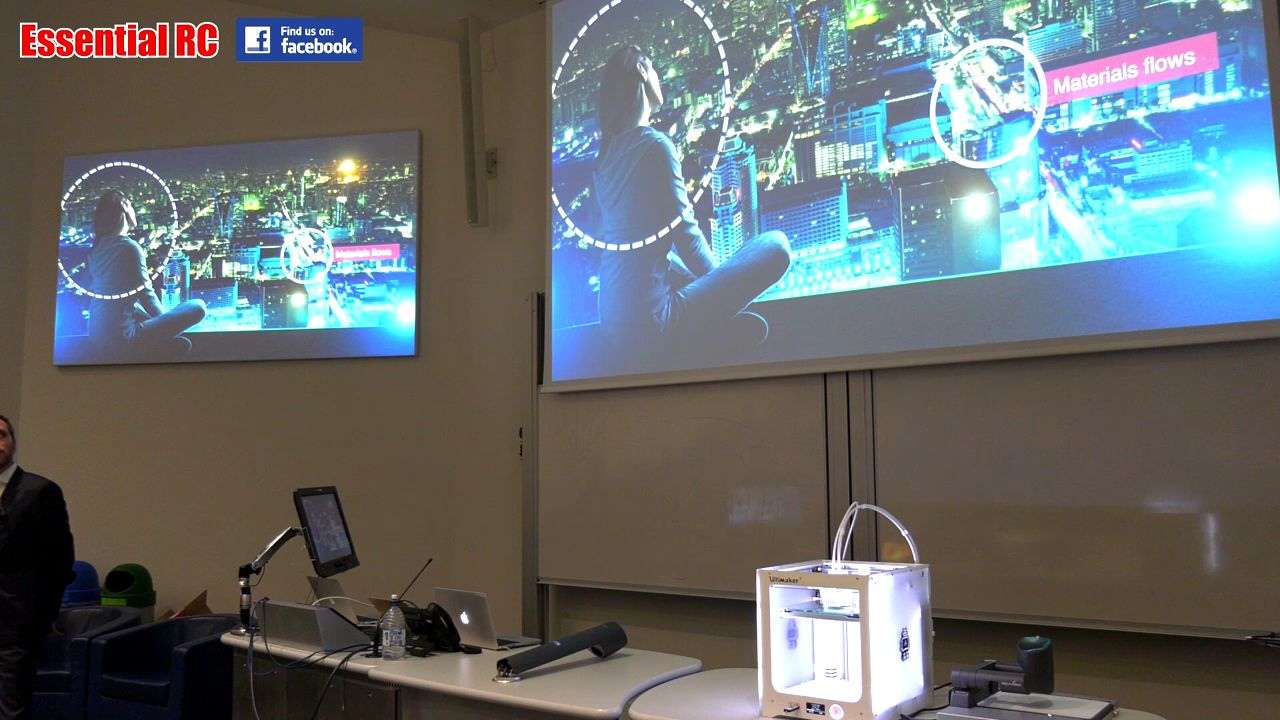 Essential RC
Find us on:
facebook.
Materials flows
Materials flows
Ultimaker